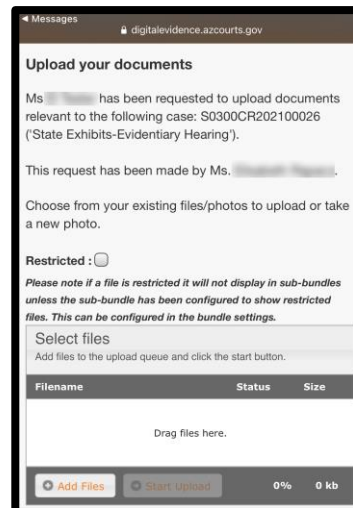 Messages
digitalevidence.azcourts.gov
Upload your documents
Ms has been requested to upload documents
relevant to the following case: S0300CR202100026
('State Exhibits-Evidentiary Hearing').
This request has been made by Ms. .
Choose from your existing files/photos to upload or take
a new photo.
Restricted :
Please note if a file is restricted it will not display in sub-bundles
unless the sub-bundle has been configured to show restricted
files. This can be configured in the bundle settings.
Select files
Add files to the upload queue and click the start button.
Filename Status Size
Drag files here.
Add Files Start Upload 0% 0 kb